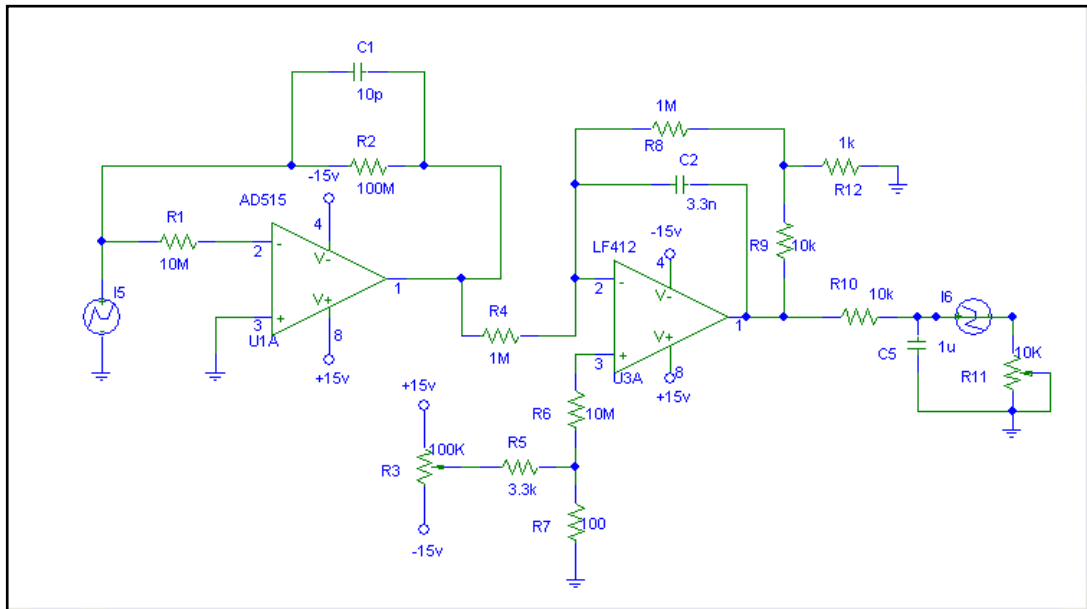 C1
10p
R2
100M
-15v
AD515
4
R1
10M
2
-
V-
V+
1
3
+
U1A
8
+15v
I5
R4
1M
1M
R8
C2
3.3n
1k
R12
R9
10k
LF412
-15v
4
2
-
V-
V+
1
3
+
U3A
8
+15v
R10
10k
I6
C5
1u
10K
R11
R6
10M
+15v
100K
R3
R5
3.3k
-15v
R7
100